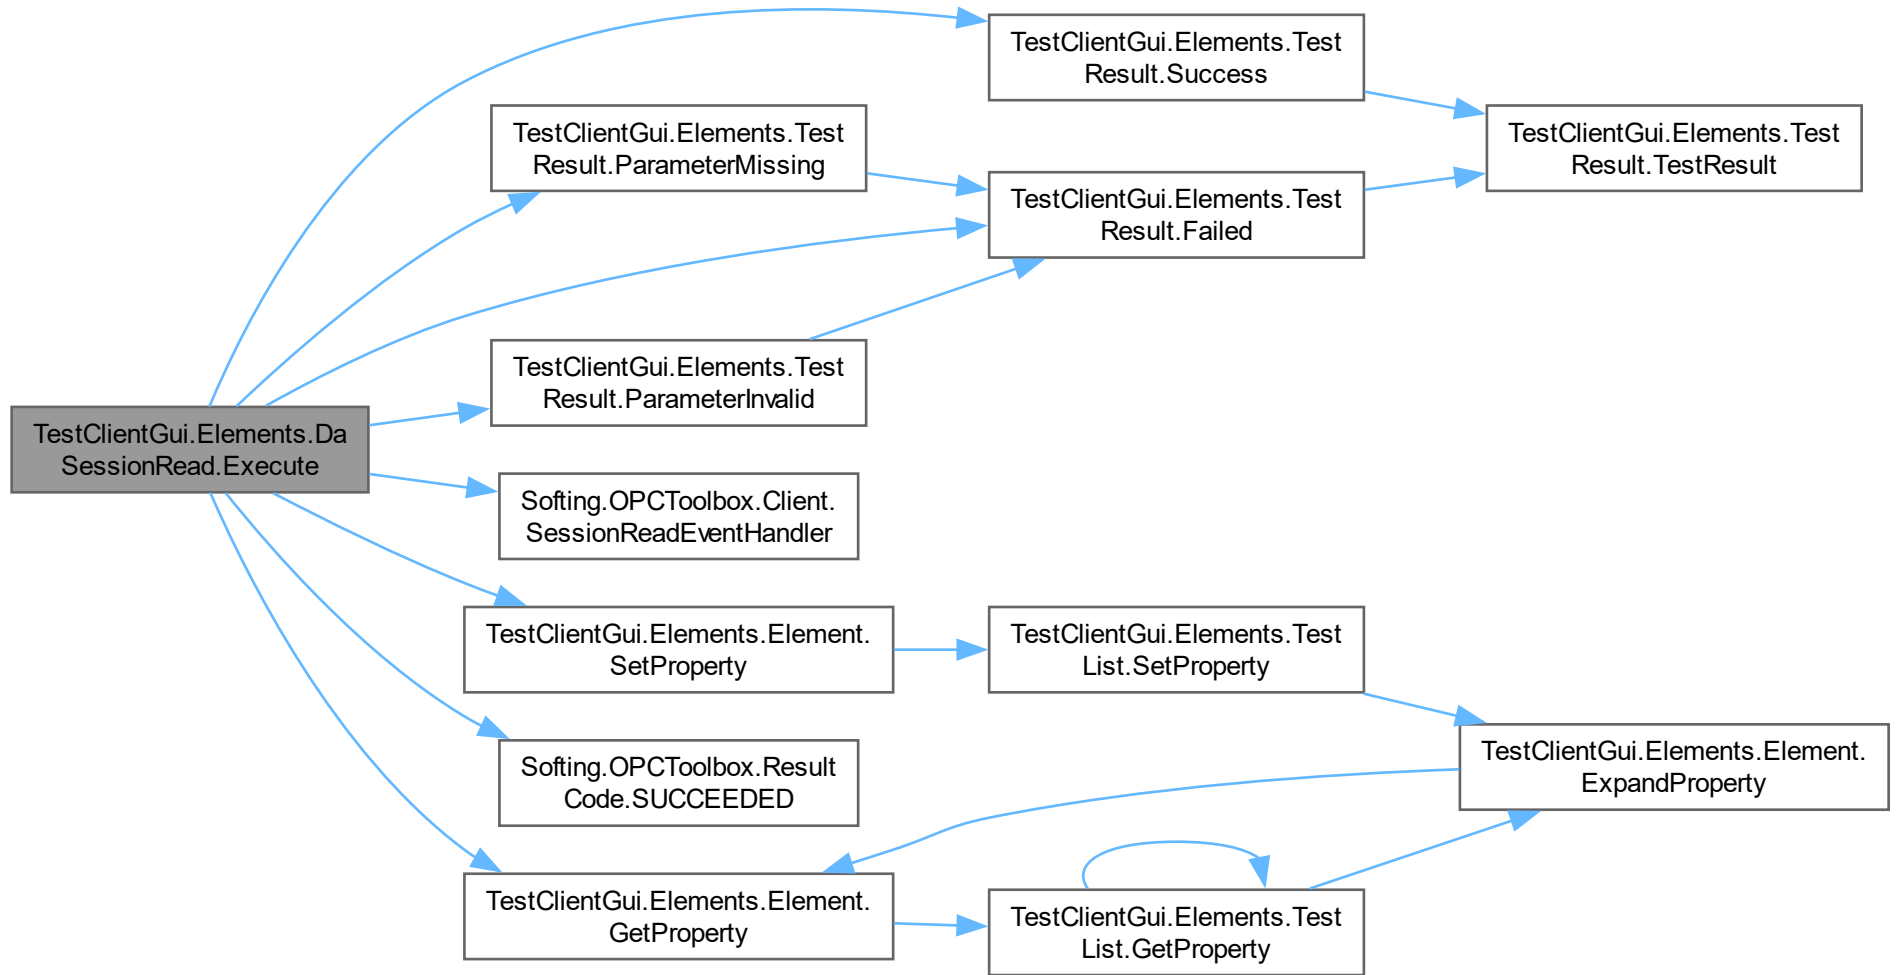 TestClientGui.Elements.Da
SessionRead.Execute
TestClientGui.Elements.Test
Result.ParameterMissing
TestClientGui.Elements.Test
Result.ParameterInvalid
Softing.OPCToolbox.Client.
SessionReadEventHandler
TestClientGui.Elements.Element.
SetProperty
Softing.OPCToolbox.Result
Code.SUCCEEDED
TestClientGui.Elements.Element.
GetProperty
TestClientGui.Elements.Test
Result.Success
TestClientGui.Elements.Test
Result.Failed
TestClientGui.Elements.Test
List.SetProperty
TestClientGui.Elements.Test
List.GetProperty
TestClientGui.Elements.Test
Result.TestResult
TestClientGui.Elements.Element.
ExpandProperty